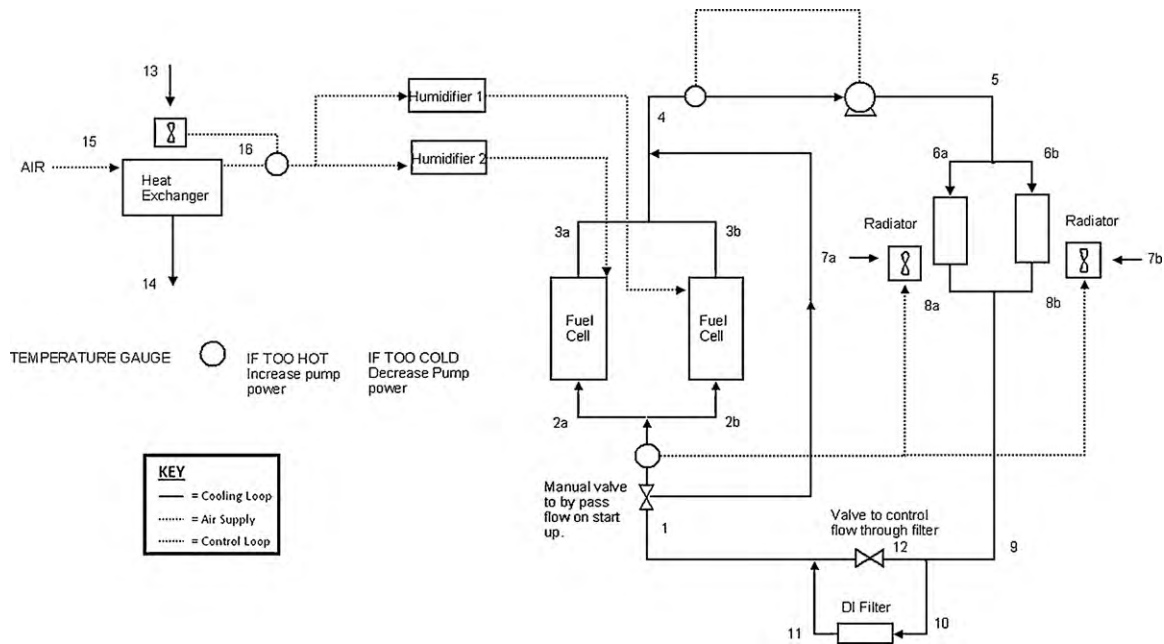 13
4
5
Humidifier 1
15
16
6a
6b
AIR
Humidifier 2
Heat
Exchanger
Radiator
Radiator
3a
3b
7a
7b
14
8a
8b
Fuel
Cell
Fuel
Cell
TEMPERATURE GAUGE
IF TOO HOT
Increase pump
power
IF TOO COLD
Decrease Pump
power
2a
2b
KEY
= Cooling Loop
= Air Supply
= Control Loop
Manual valve
to by pass
flow on start
up.
1
Valve to control
flow through filter
12
9
DI Filter
11
10